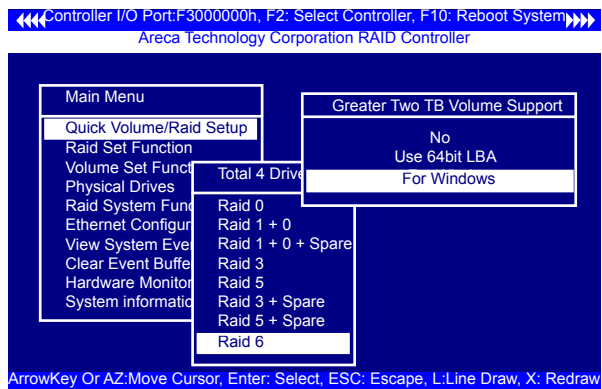 Controller I/O Port:F3000000h, F2: Select Controller, F10: Reboot System
Areca Technology Corporation RAID Controller
Main Menu
Quick Volume/Raid Setup
Raid Set Function
Volume Set Funct
Physical Drives
Raid System Func
Ethernet Configur
View System Eve
Clear Event Buffe
Hardware Monitor
System informatic
Total 4 Drive
Raid 0
Raid 1 + 0
Raid 1 + 0 + Spare
Raid 3
Raid 5
Raid 3 + Spare
Raid 5 + Spare
Raid 6
Greater Two TB Volume Support
No
Use 64bit LBA
For Windows
ArrowKey Or AZ:Move Cursor, Enter: Select, ESC: Escape, L:Line Draw, X: Redraw